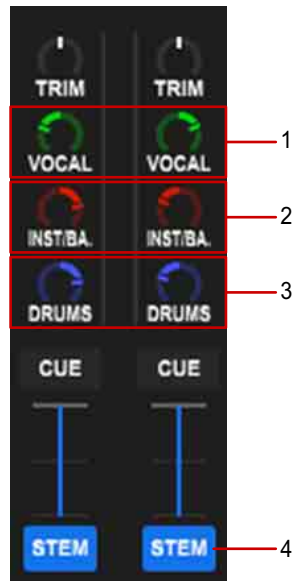 TRIM TRIM
VOCAL VOCAL 1
INST/BA. INST/BA. 2
DRUMS DRUMS 3
CUE CUE
STEM STEM 4